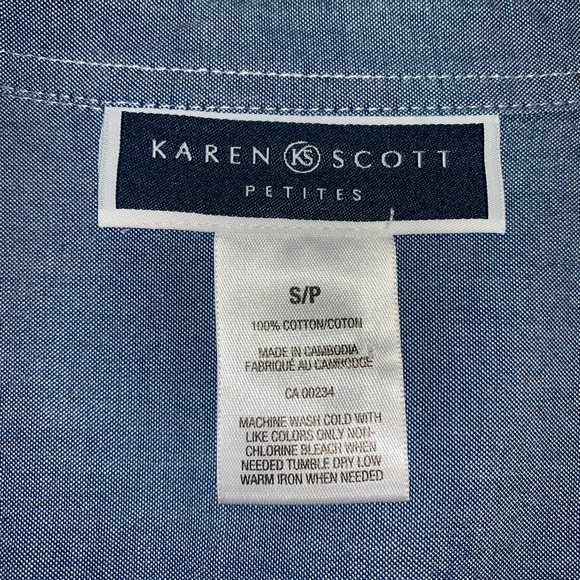 KAREN KS SCOTT
PETITES
S/P
100% COTTON/COTON
MADE IN CAMBODIA
FABRIQUÉ AU CAMBODGE
CA 00234
MACHINE WASH COLD WITH
LIKE COLORS ONLY NON-
CHLORINE BLEACH WHEN
NEEDED TUMBLE DRY LOW
WARM IRON WHEN NEEDED